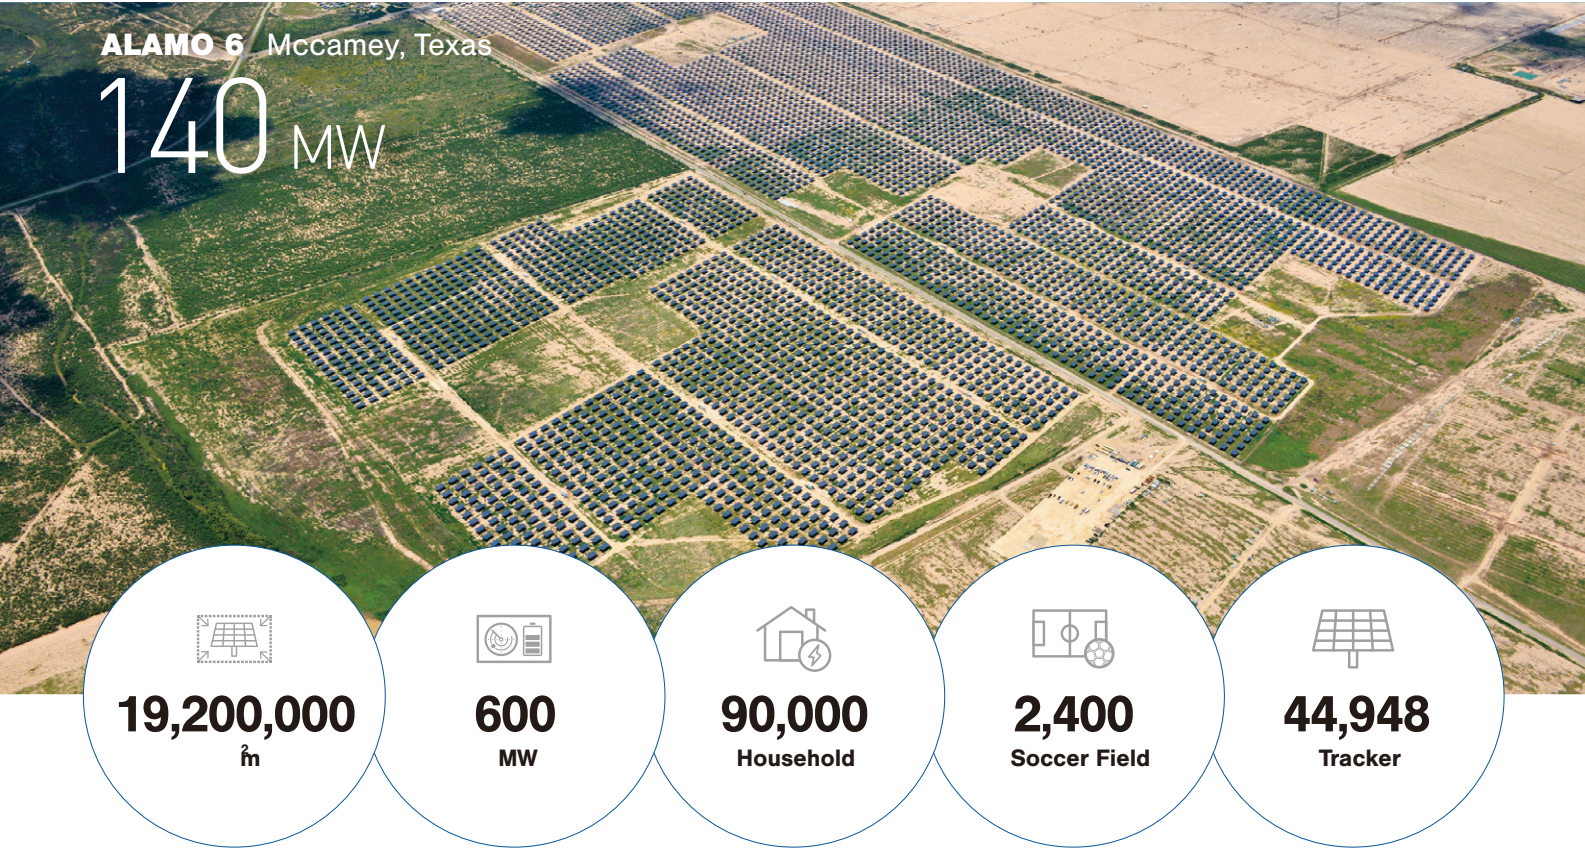 ALAMO 6 Mccamey, Texas
140 MW
19,200,000
㎡
600
MW
90,000
Household
2,400
Soccer Field
44,948
Tracker